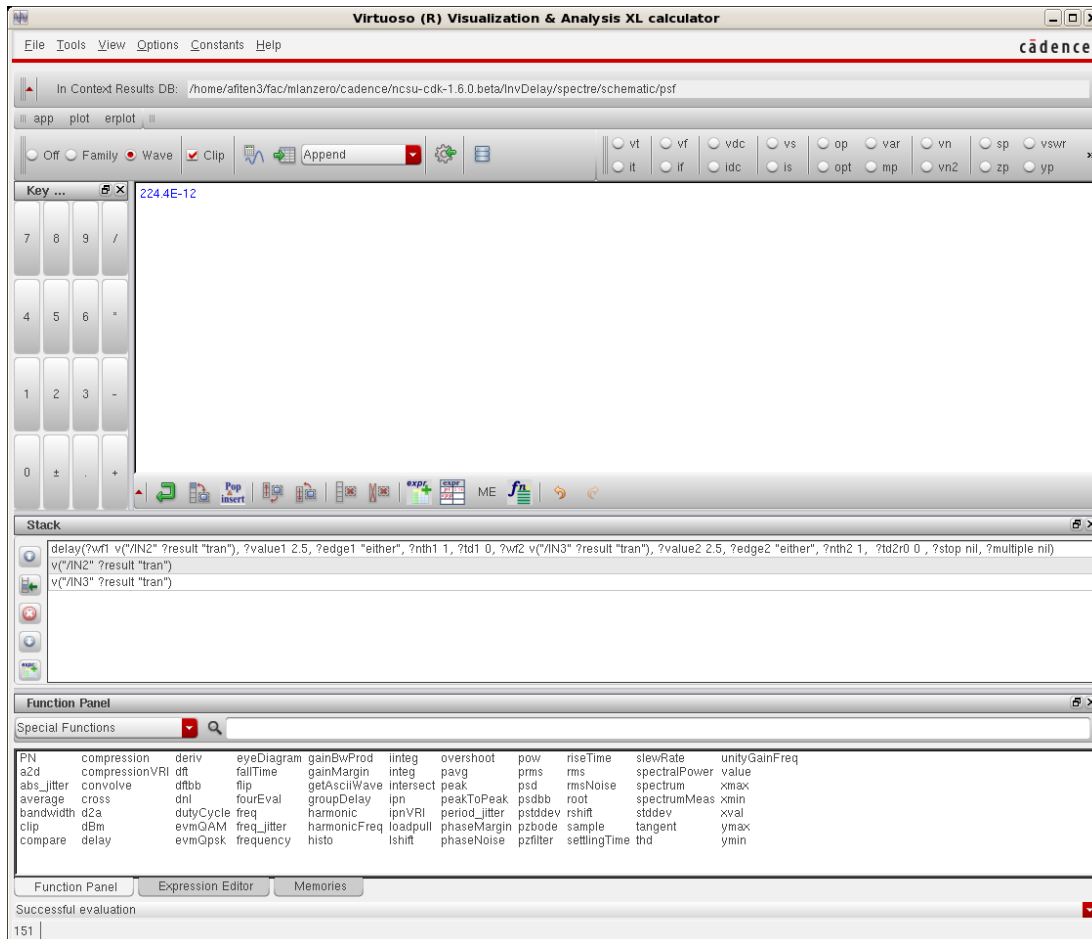 Virtuoso (R) Visualization & Analysis XL calculator
File Tools View Options Constants Help
cādence
In Context Results DB: /home/afiten3/fac/mlanzero/cadence/ncsu-cdk-1.6.0.beta/InvDelay/spectre/schematic/psf
app plot erplot
Off Family Wave Clip Append
vt vf vdc vs op var vn sp vswr
it if idc is opt mp vn2 zp yp
»
Key ...
224.4E-12
7 8 9 /
4 5 6 *
1 2 3 -
0 ± . +
Pop insert expr expr ME fn
Stack
delay(?wf1 v("/IN2" ?result "tran"), ?value1 2.5, ?edge1 "either", ?nth1 1, ?td1 0, ?wf2 v("/IN3" ?result "tran"), ?value2 2.5, ?edge2 "either", ?nth2 1, ?td2r0 0 , ?stop nil, ?multiple nil)
v("/IN2" ?result "tran")
v("/IN3" ?result "tran")
expr
Function Panel
Special Functions
PN compression deriv eyeDiagram gainBwProd iinteg overshoot pow riseTime slewRate unityGainFreq
a2d compressionVRI dft fallTime gainMargin integ pavg prms rms spectralPower value
abs_jitter convolve dftbb flip getAsciiWave intersect peak psd rmsNoise spectrum xmax
average cross dnl fourEval groupDelay ipn peakToPeak psdbb root spectrumMeas xmin
bandwidth d2a dutyCycle freq harmonic ipnVRI period_jitter pstddev rshift stddev xval
clip dBm evmQAM freq_jitter harmonicFreq loadpull phaseMargin pzbode sample tangent ymax
compare delay evmQpsk frequency histo lshift phaseNoise pzfilter settlingTime thd ymin
Function Panel Expression Editor Memories
Successful evaluation
151